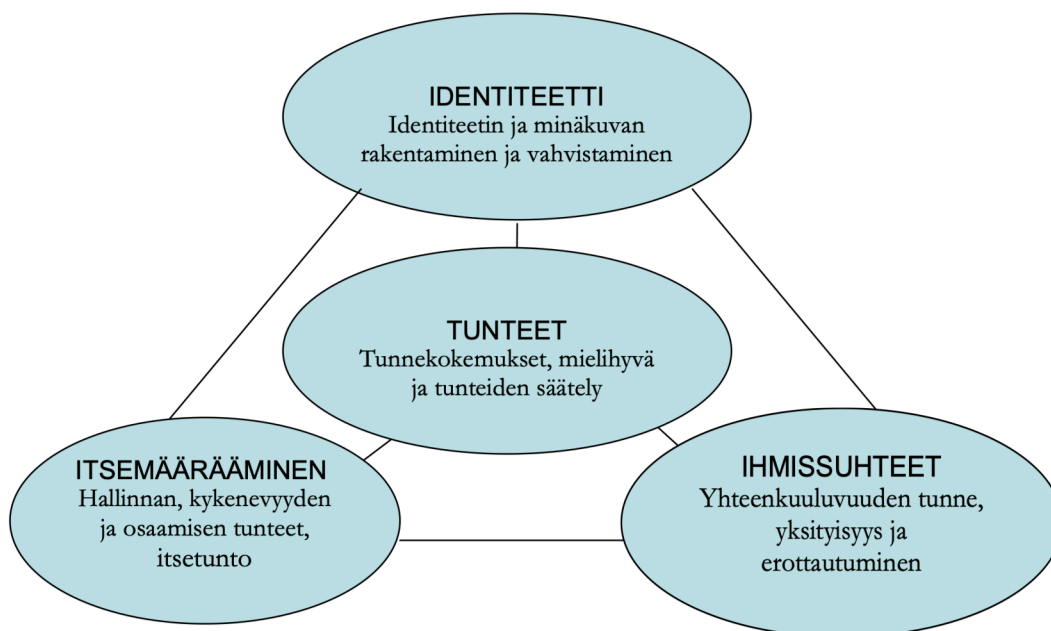 IDENTITEETTI
Identiteetin ja minäkuvan
rakentaminen ja vahvistaminen
TUNTEET
Tunnekokemukset, mielihyvä
ja tunteiden säätely
ITSEMÄÄRÄÄMINEN
Hallinnan, kykenevyyden
ja osaamisen tunteet,
itsetunto
IHMISSUHTEET
Yhteenkuuluvuuden tunne,
yksityisyys ja
erottautuminen